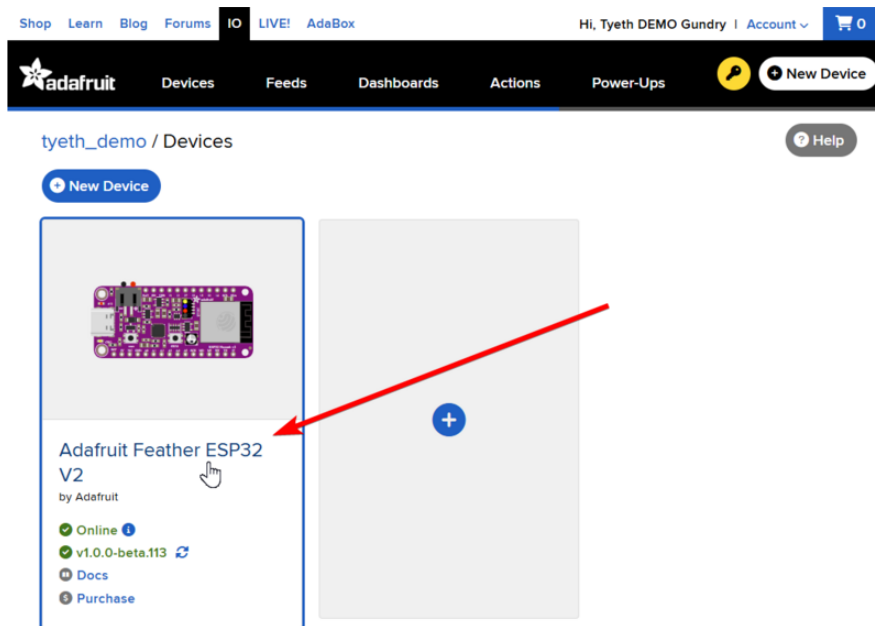 Shop Learn Blog Forums IO LIVE! AdaBox Hi, Tyeth DEMO Gundry | Account 0
adafruit Devices Feeds Dashboards Actions Power-Ups New Device
tyeth_demo / Devices Help
New Device
Adafruit Feather ESP32
V2
by Adafruit
Online
v1.0.0-beta.113
Docs
Purchase